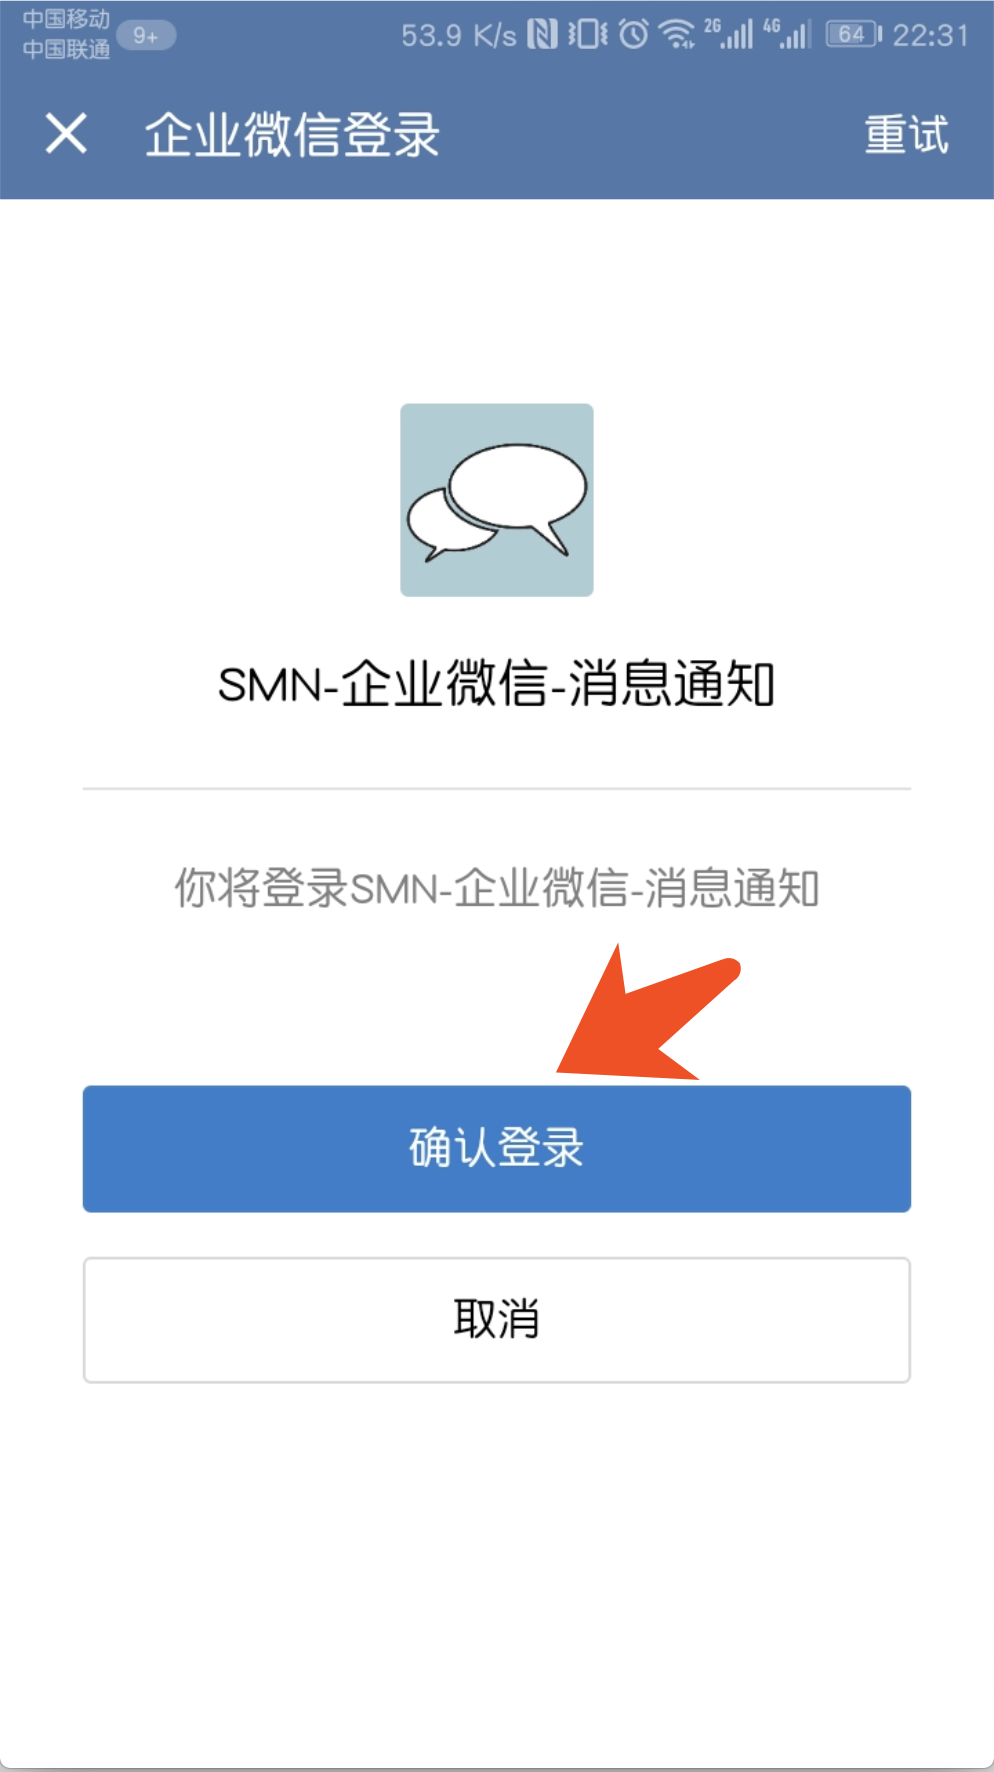 中国移动
中国联通
9+
53.9 K/s
2G
4G
64
22:31
企业微信登录
重试
SMN-企业微信-消息通知
你将登录SMN-企业微信-消息通知
确认登录
取消